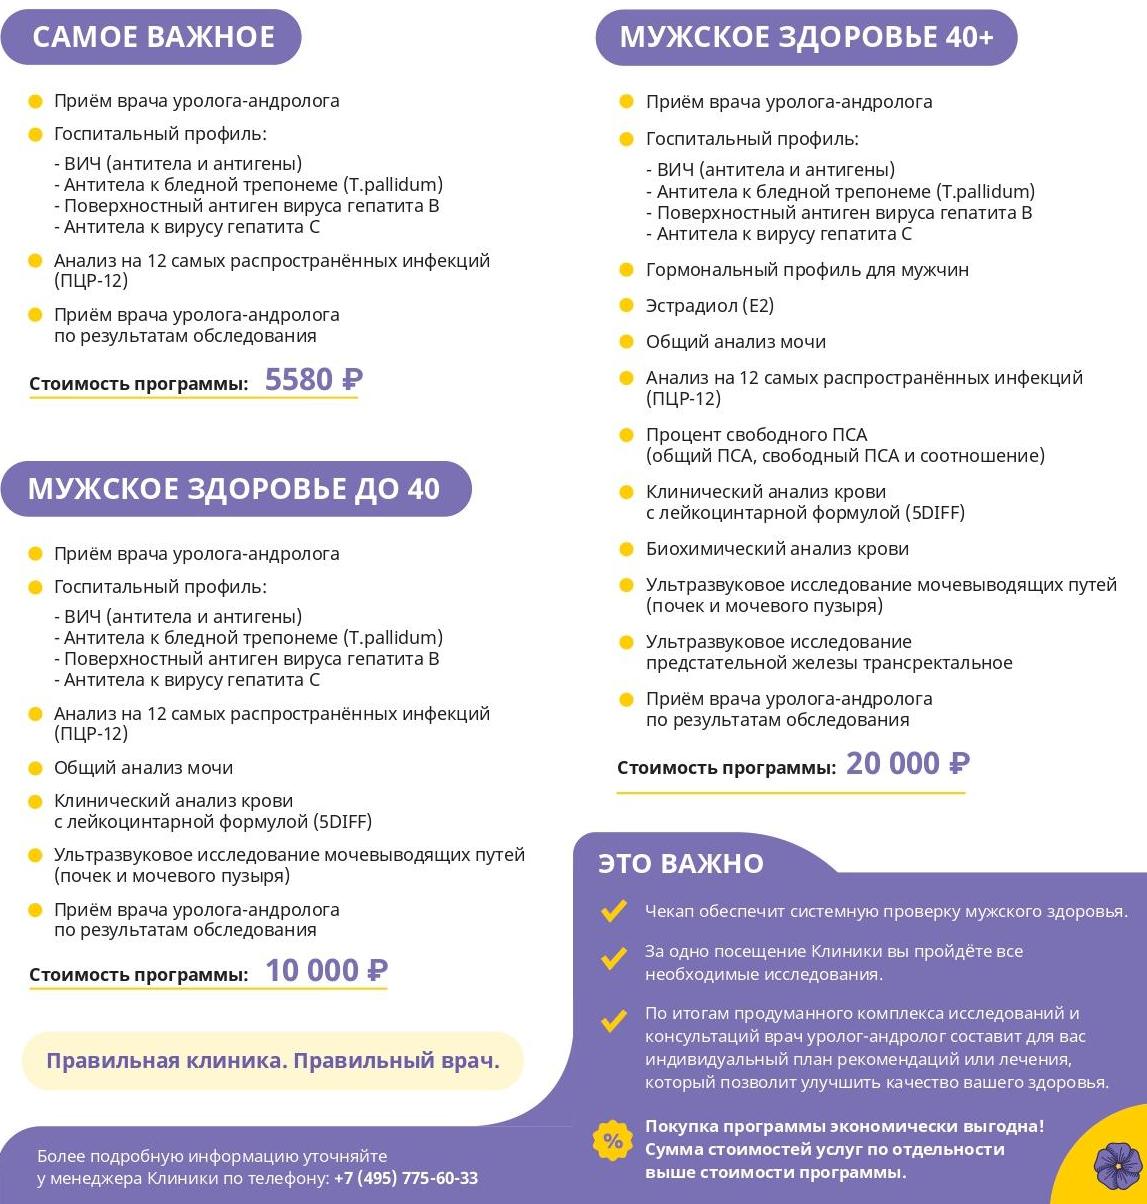 САМОЕ ВАЖНОЕ
Приём врача уролога-андролога
Госпитальный профиль:
- ВИЧ (антитела и антигены)
- Антитела к бледной трепонеме (T.pallidum)
- Поверхностный антиген вируса гепатита B
- Антитела к вирусу гепатита C
Анализ на 12 самых распространённых инфекций
(ПЦР-12)
Приём врача уролога-андролога
по результатам обследования
Стоимость программы: 5580 ₽
МУЖСКОЕ ЗДОРОВЬЕ ДО 40
Приём врача уролога-андролога
Госпитальный профиль:
- ВИЧ (антитела и антигены)
- Антитела к бледной трепонеме (T.pallidum)
- Поверхностный антиген вируса гепатита B
- Антитела к вирусу гепатита C
Анализ на 12 самых распространённых инфекций
(ПЦР-12)
Общий анализ мочи
Клинический анализ крови
с лейкоцинтарной формулой (5DIFF)
Ультразвуковое исследование мочевыводящих путей
(почек и мочевого пузыря)
Приём врача уролога-андролога
по результатам обследования
Стоимость программы: 10 000 ₽
Правильная клиника. Правильный врач.
Более подробную информацию уточняйте
у менеджера Клиники по телефону: +7 (495) 775-60-33
МУЖСКОЕ ЗДОРОВЬЕ 40+
Приём врача уролога-андролога
Госпитальный профиль:
- ВИЧ (антитела и антигены)
- Антитела к бледной трепонеме (T.pallidum)
- Поверхностный антиген вируса гепатита B
- Антитела к вирусу гепатита C
Гормональный профиль для мужчин
Эстрадиол (E2)
Общий анализ мочи
Анализ на 12 самых распространённых инфекций
(ПЦР-12)
Процент свободного ПСА
(общий ПСА, свободный ПСА и соотношение)
Клинический анализ крови
с лейкоцинтарной формулой (5DIFF)
Биохимический анализ крови
Ультразвуковое исследование мочевыводящих путей
(почек и мочевого пузыря)
Ультразвуковое исследование
предстательной железы трансректальное
Приём врача уролога-андролога
по результатам обследования
Стоимость программы: 20 000 ₽
ЭТО ВАЖНО
Чекап обеспечит системную проверку мужского здоровья.
За одно посещение Клиники вы пройдёте все
необходимые исследования.
По итогам продуманного комплекса исследований и
консультаций врач уролог-андролог составит для вас
индивидуальный план рекомендаций или лечения,
который позволит улучшить качество вашего здоровья.
%
Покупка программы экономически выгодна!
Сумма стоимостей услуг по отдельности
выше стоимости программы.